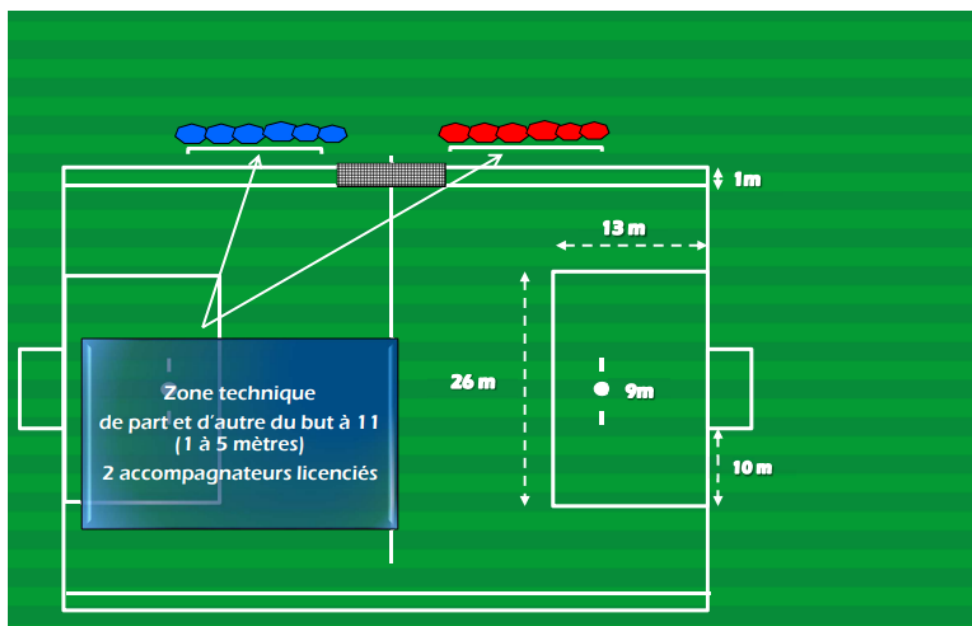 1m
13 m
26 m
9m
10 m
Zone technique
de part et d'autre du but à 11
(1 à 5 mètres)
2 accompagnateurs licenciés